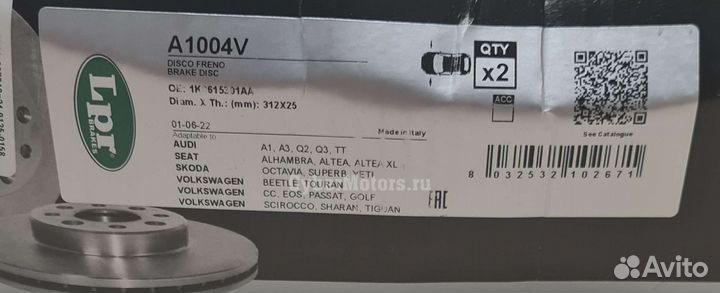 Lpr
BRAKES
A1004V
DISCO FRENO
BRAKE DISC
OE: 1K0615301AA
Diam. X Th.: (mm): 312X25
01-06-22
Made in Italy
Adaptable to
AUDI A1, A3, Q2, Q3, TT
SEAT ALHAMBRA, ALTEA, ALTEA XL
SKODA OCTAVIA, SUPERB, YETI
VOLKSWAGEN BEETLE, TOURAN
VOLKSWAGEN CC, EOS, PASSAT, GOLF
VOLKSWAGEN SCIROCCO, SHARAN, TIGUAN
QTY
x2
ACC
See Catalogue
8 032532 102671
EAC
Motors.ru
Avito